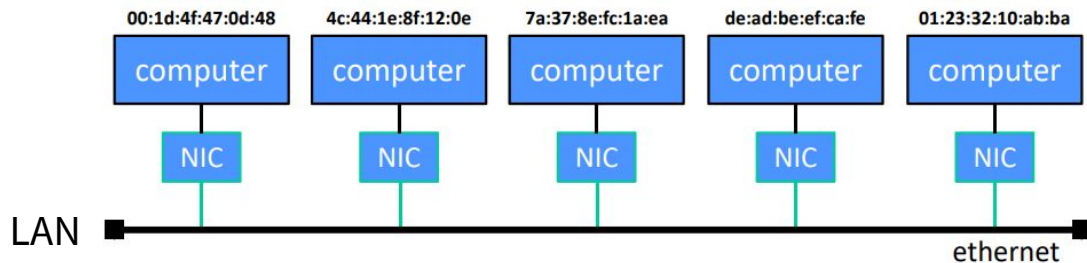 00:1d:4f:47:0d:48 4c:44:1e:8f:12:0e 7a:37:8e:fc:1a:ea de:ad:be:ef:ca:fe 01:23:32:10:ab:ba
computer computer computer computer computer
NIC NIC NIC NIC NIC
LAN
ethernet